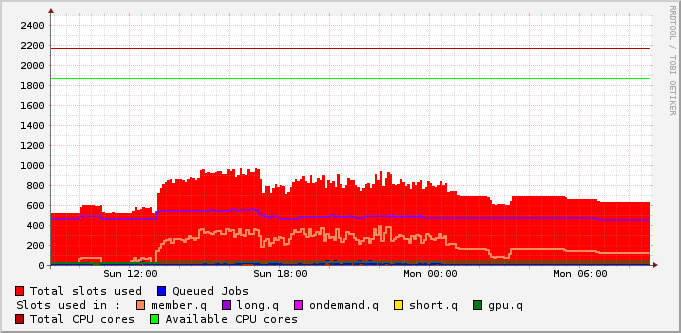 RRDTOOL / TOBI OETIKER
2400
2200
2000
1800
1600
1400
1200
1000
800
600
400
200
0
Sun 12:00 Sun 18:00 Mon 00:00 Mon 06:00
Total slots used Queued Jobs
Slots used in : member.q long.q ondemand.q short.q gpu.q
Total CPU cores Available CPU cores